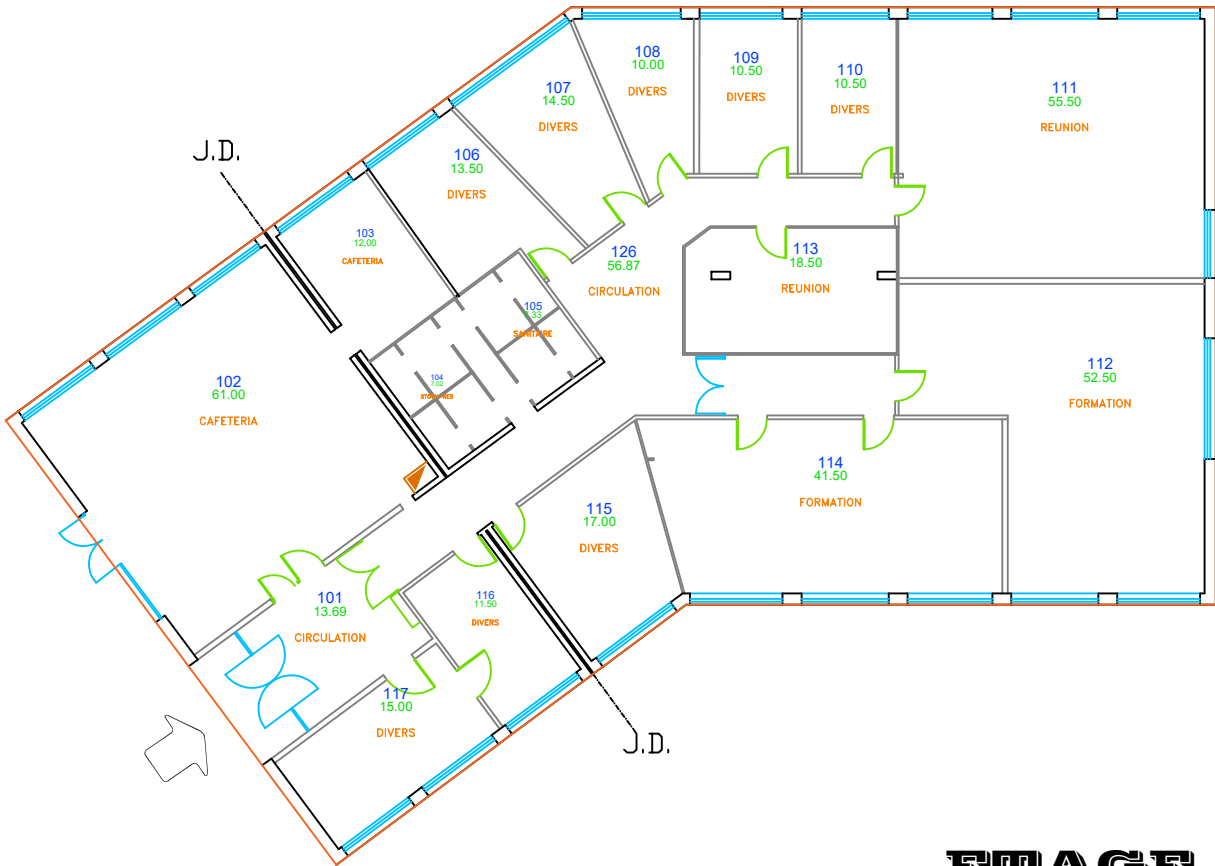 108
10.00
DIVERS
109
10.50
DIVERS
110
10.50
DIVERS
111
55.50
REUNION
107
14.50
DIVERS
J.D.
106
13.50
DIVERS
103
12,00
CAFETERIA
126
56.87
CIRCULATION
113
18.50
REUNION
105
SANITAIRE
104
7.02
102
61.00
CAFETERIA
112
52.50
FORMATION
114
41.50
FORMATION
115
17.00
DIVERS
116
11.50
DIVERS
101
13.69
CIRCULATION
117
15.00
DIVERS
J.D.
ETAGE